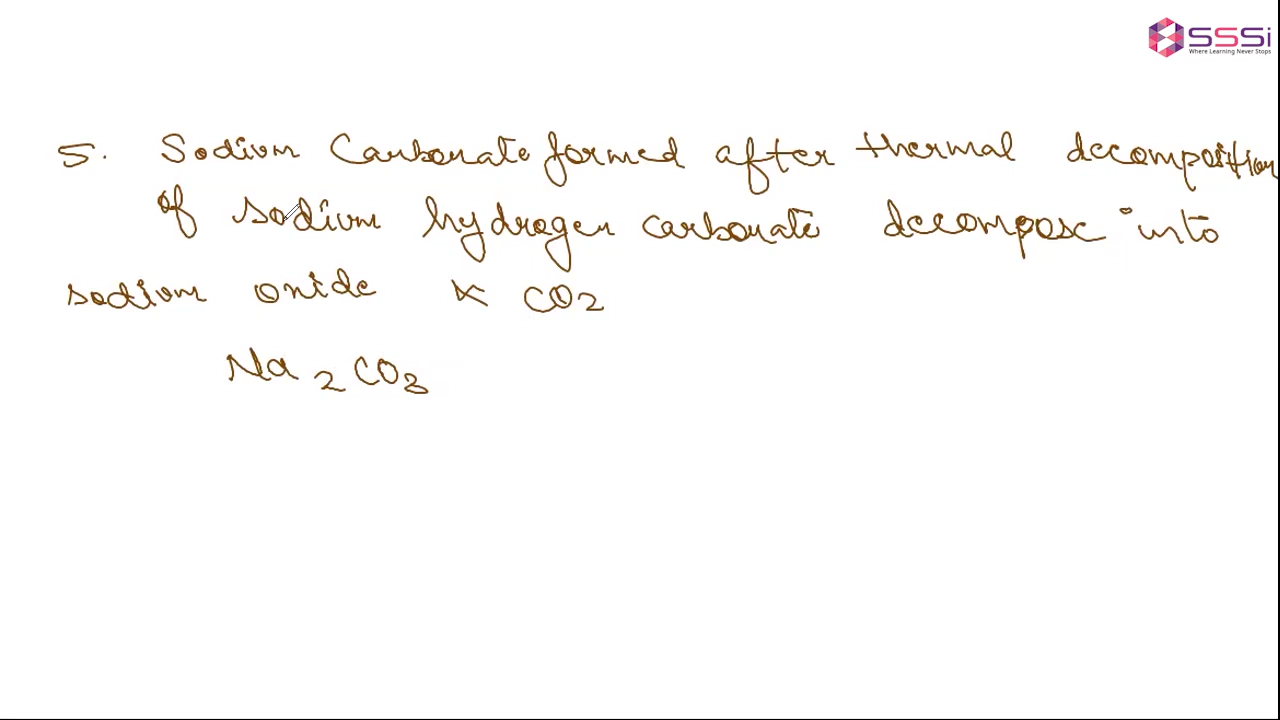 SSSi
Where Learning Never Stops
5. Sodium Carbonate formed after thermal decomposition
of sodium hydrogen carbonate decompose into
sodium oxide & CO2
Na2CO3